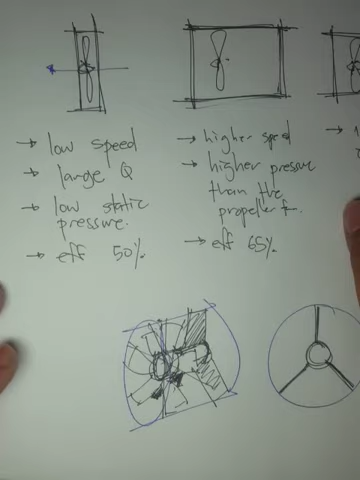 → low speed
→ large Q
→ low static
pressure.
→ eff 50%.
→ higher speed
→ higher pressure
than the
propeller f.
→ eff 65%.